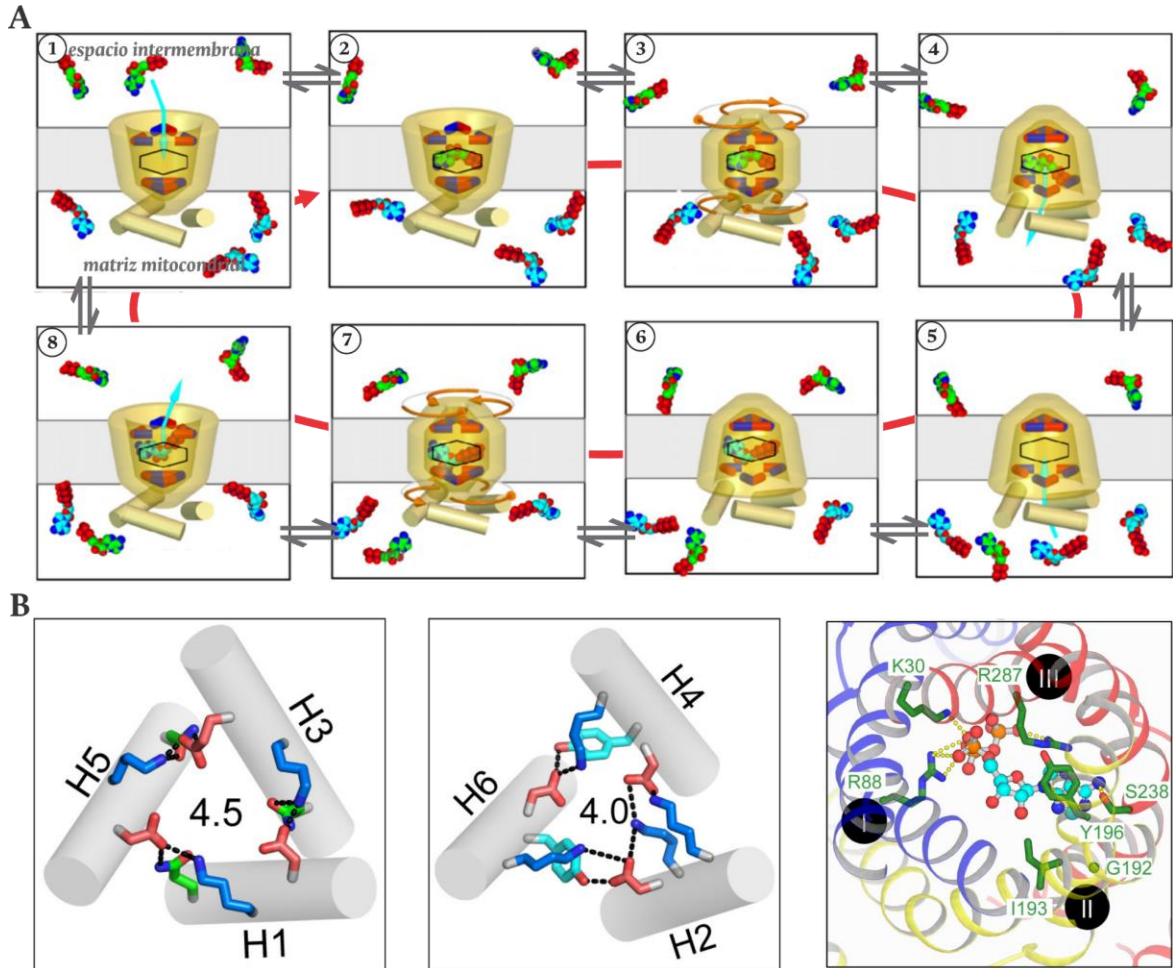 A
1
espacio intermembrana
2
3
4
matriz mitocondrial
8
7
6
5
B
H5
H3
4.5
H1
H4
H6
4.0
H2
K30
R287
III
R88
I
S238
Y196
G192
I193
II